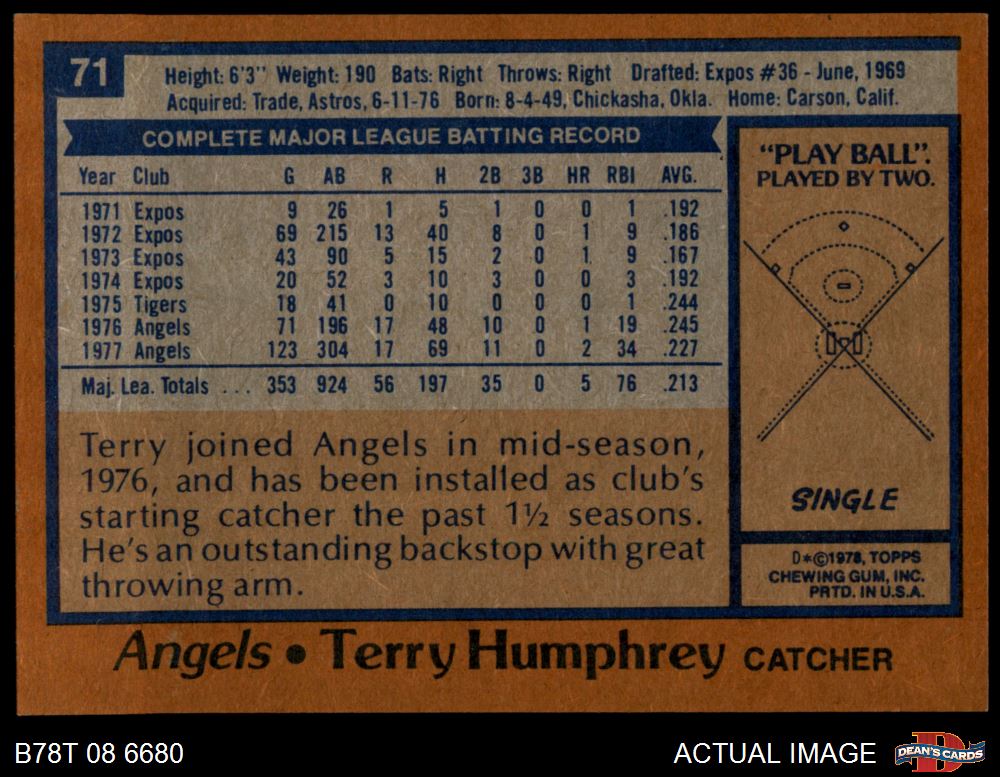 71
Height: 6'3" Weight: 190 Bats: Right Throws: Right Drafted: Expos #36 - June, 1969
Acquired: Trade, Astros, 6-11-76 Born: 8-4-49, Chickasha, Okla. Home: Carson, Calif.
COMPLETE MAJOR LEAGUE BATTING RECORD
Year Club G AB R H 2B 3B HR RBI AVG.
1971 Expos 9 26 1 5 1 0 0 1 .192
1972 Expos 69 215 13 40 8 0 1 9 .186
1973 Expos 43 90 5 15 2 0 1 9 .167
1974 Expos 20 52 3 10 3 0 0 3 .192
1975 Tigers 18 41 0 10 0 0 0 1 .244
1976 Angels 71 196 17 48 10 0 1 19 .245
1977 Angels 123 304 17 69 11 0 2 34 .227
Maj. Lea. Totals . . . 353 924 56 197 35 0 5 76 .213
Terry joined Angels in mid-season,
1976, and has been installed as club's
starting catcher the past 1½ seasons.
He's an outstanding backstop with great
throwing arm.
"PLAY BALL".
PLAYED BY TWO.
SINGLE
D*©1978, TOPPS
CHEWING GUM, INC.
PRTD. IN U.S.A.
Angels • Terry Humphrey CATCHER
B78T 08 6680
ACTUAL IMAGE
DEAN'S CARDS